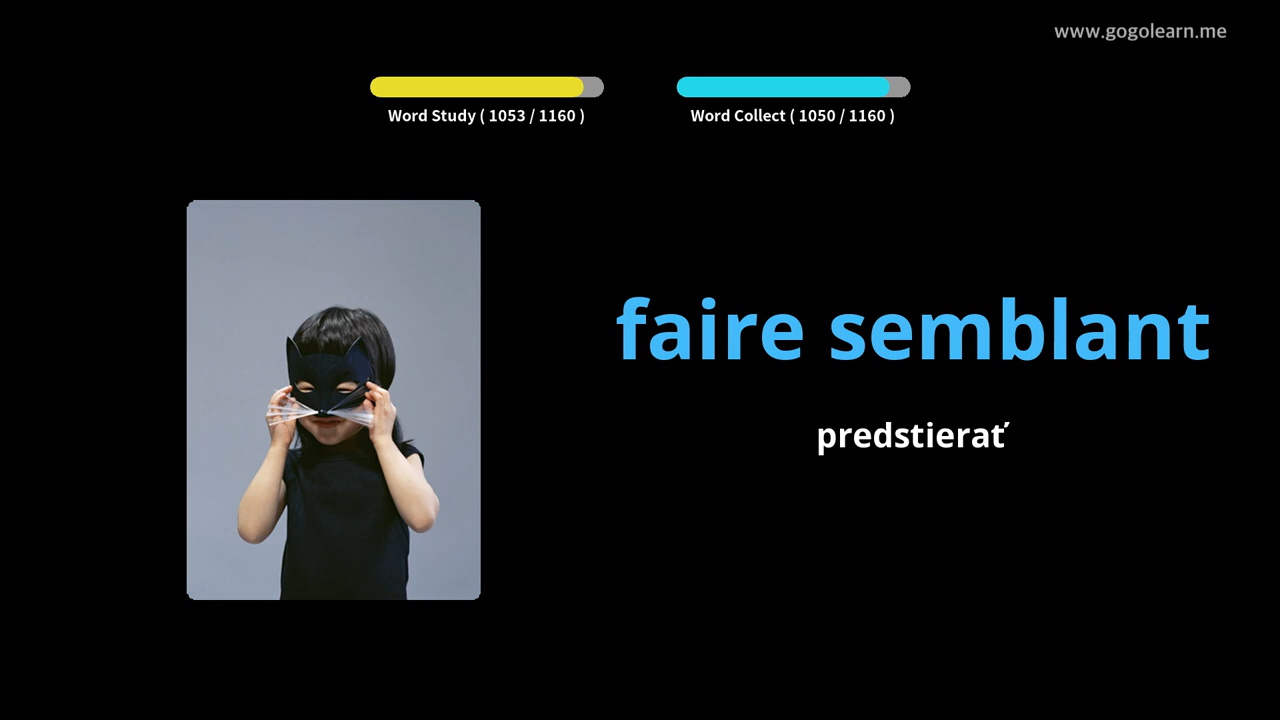 www.gogolearn.me
Word Study ( 1053 / 1160 )
Word Collect ( 1050 / 1160 )
faire semblant
predstierať